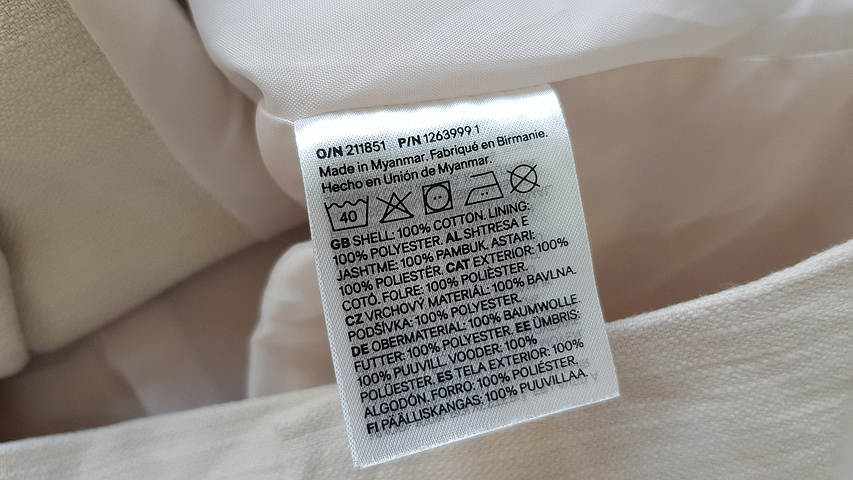 O/N 211851 P/N 1263999 1
Made in Myanmar. Fabriqué en Birmanie.
Hecho en Unión de Myanmar.
40
GB SHELL: 100% COTTON. LINING:
100% POLYESTER. AL SHTRESA E
JASHTME: 100% PAMBUK. ASTARI:
100% POLIESTËR. CAT EXTERIOR: 100%
COTÓ. FOLRE: 100% POLIÈSTER.
CZ VRCHOVÝ MATERIÁL: 100% BAVLNA.
PODŠÍVKA: 100% POLYESTER.
DE OBERMATERIAL: 100% BAUMWOLLE.
FUTTER: 100% POLYESTER. EE ÜMBRIS:
100% PUUVILL. VOODER: 100%
POLÜESTER. ES TELA EXTERIOR: 100%
ALGODÓN. FORRO: 100% POLIÉSTER.
FI PÄÄLLISKANGAS: 100% PUUVILLAA.